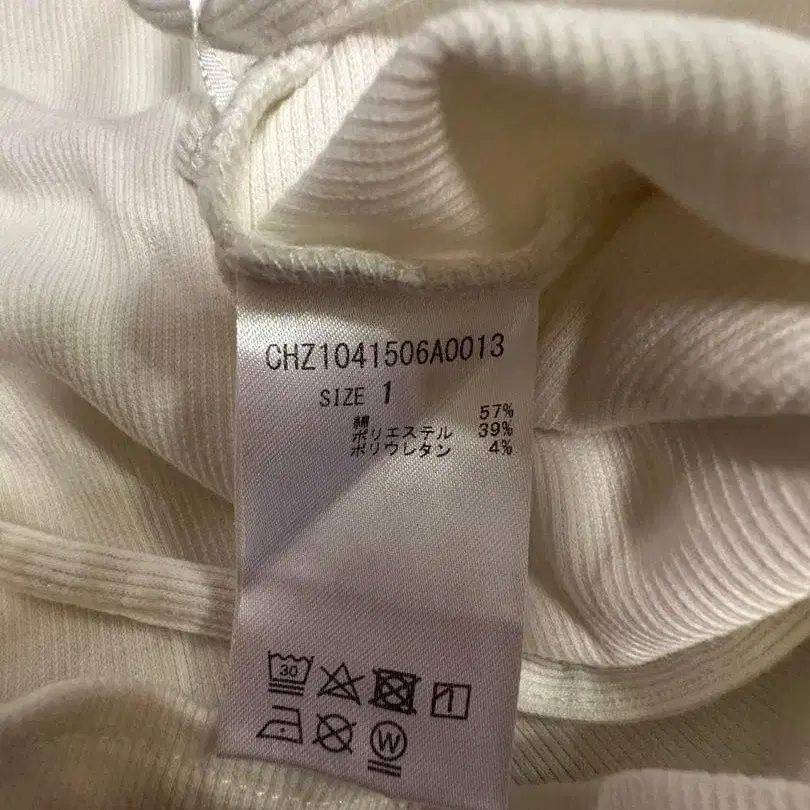 CHZ1041506A0013
SIZE 1
綿 57%
ポリエステル 39%
ポリウレタン 4%
30
W